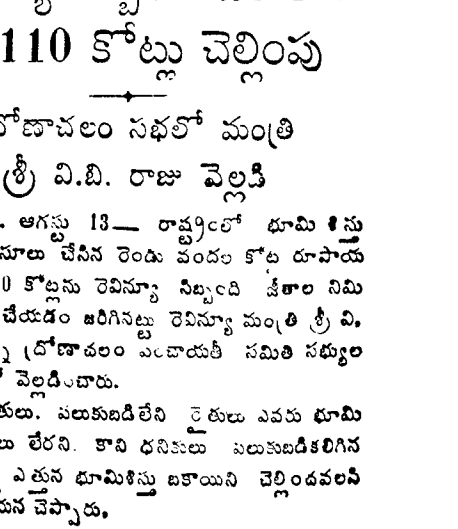 110 కోట్లు చెల్లింపు
దోణాచలం సభలో మంత్రి
శ్రీ వి.బి. రాజు వెల్లడి
. ఆగస్టు 13— రాష్ట్రంలో భూమి శిస్తు
సూలు చేసిన రెండు వందల కోట్ల రూపాయ
0 కోట్లను రెవిన్యూ సిబ్బంది జీతాల నిమి
చేయడం జరిగినట్టు రెవిన్యూ మంత్రి శ్రీ వి.
న్న ద్రోణాచలం పంచాయతీ సమితి సభ్యుల
వెల్లడించారు.
తులు. పలుకుబడిలేని రైతులు ఎవరు భూమి
లు లేరని. కాని ధనికులు పలుకుబడికలిగిన
ఎత్తున భూమిశిస్తు బకాయిని చెల్లించవలసి
యన చెప్పారు.